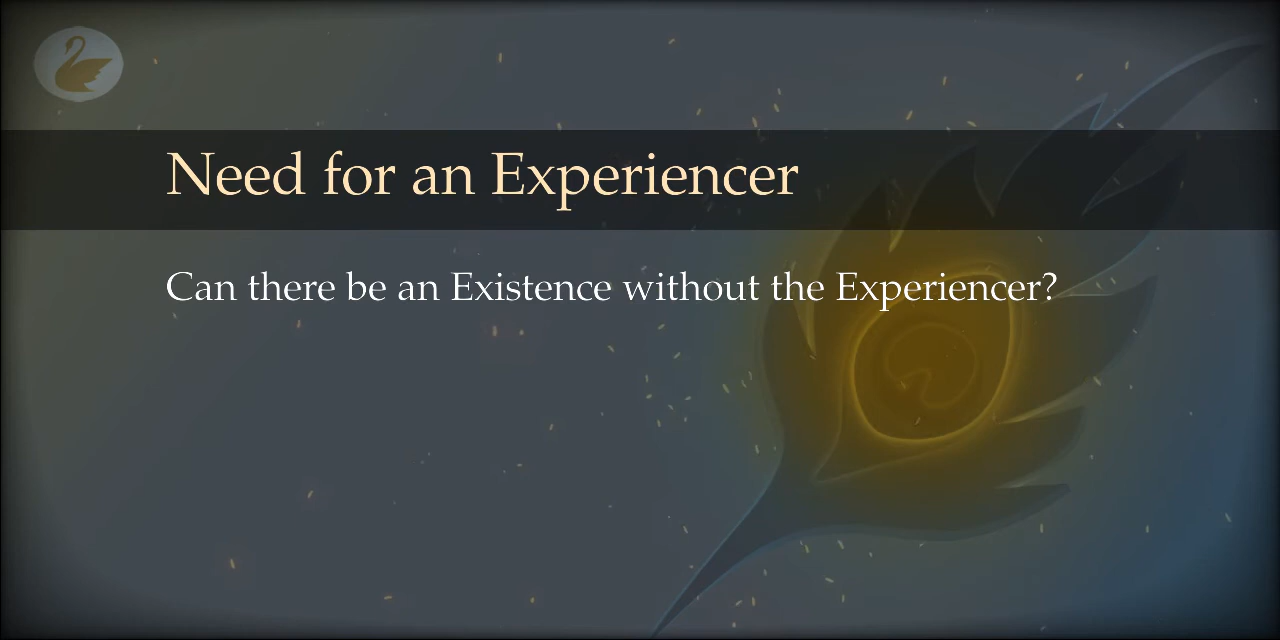 Need for an Experiencer
Can there be an Existence without the Experiencer?